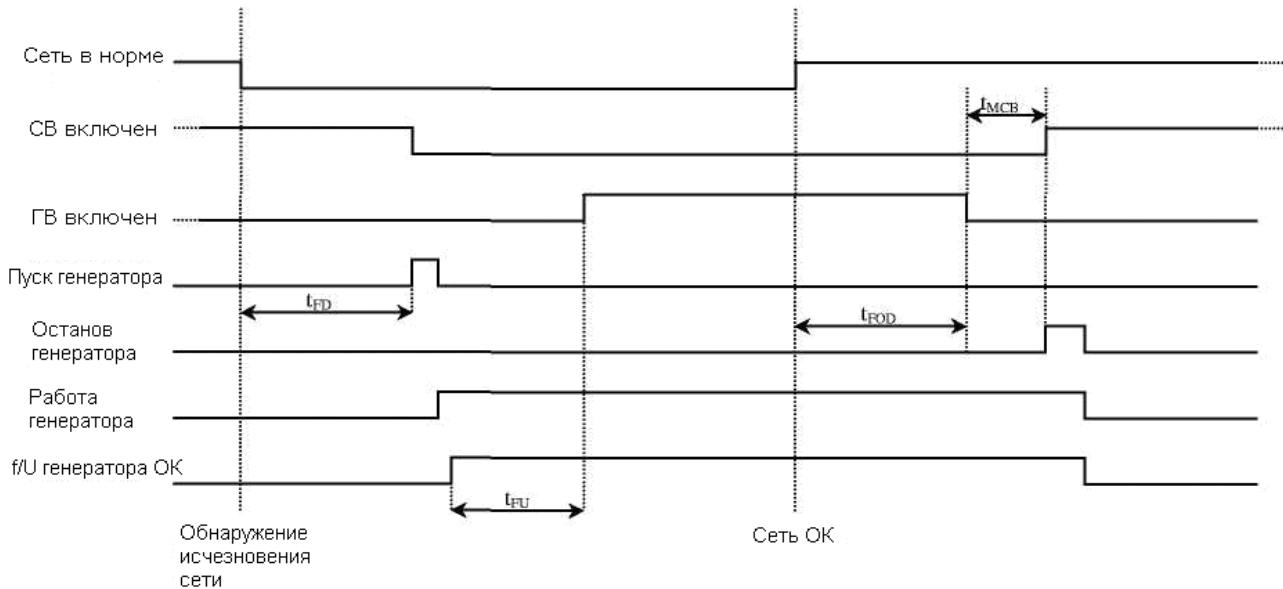 Сеть в норме
СВ включен
ГВ включен
Пуск генератора
Останов
генератора
Работа
генератора
f/U генератора ОК
tMCB
tFD
tFOD
tFU
Обнаружение
исчезновения
сети
Сеть ОК